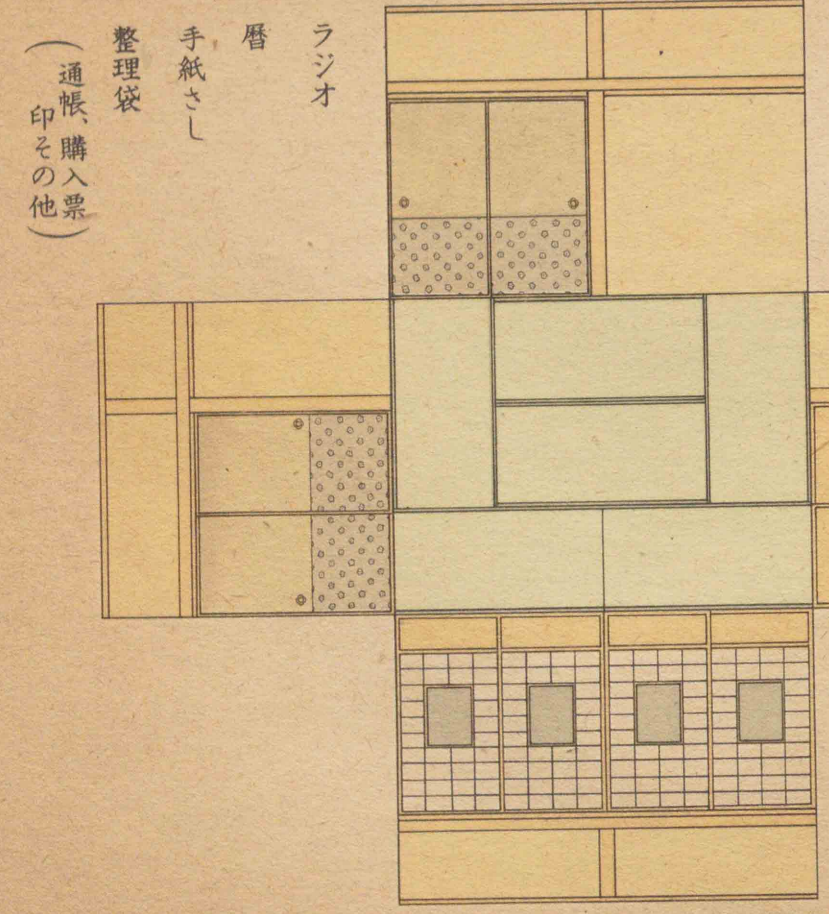 ラジオ
暦
手紙さし
整理袋
（通帳、購入票
印その他）